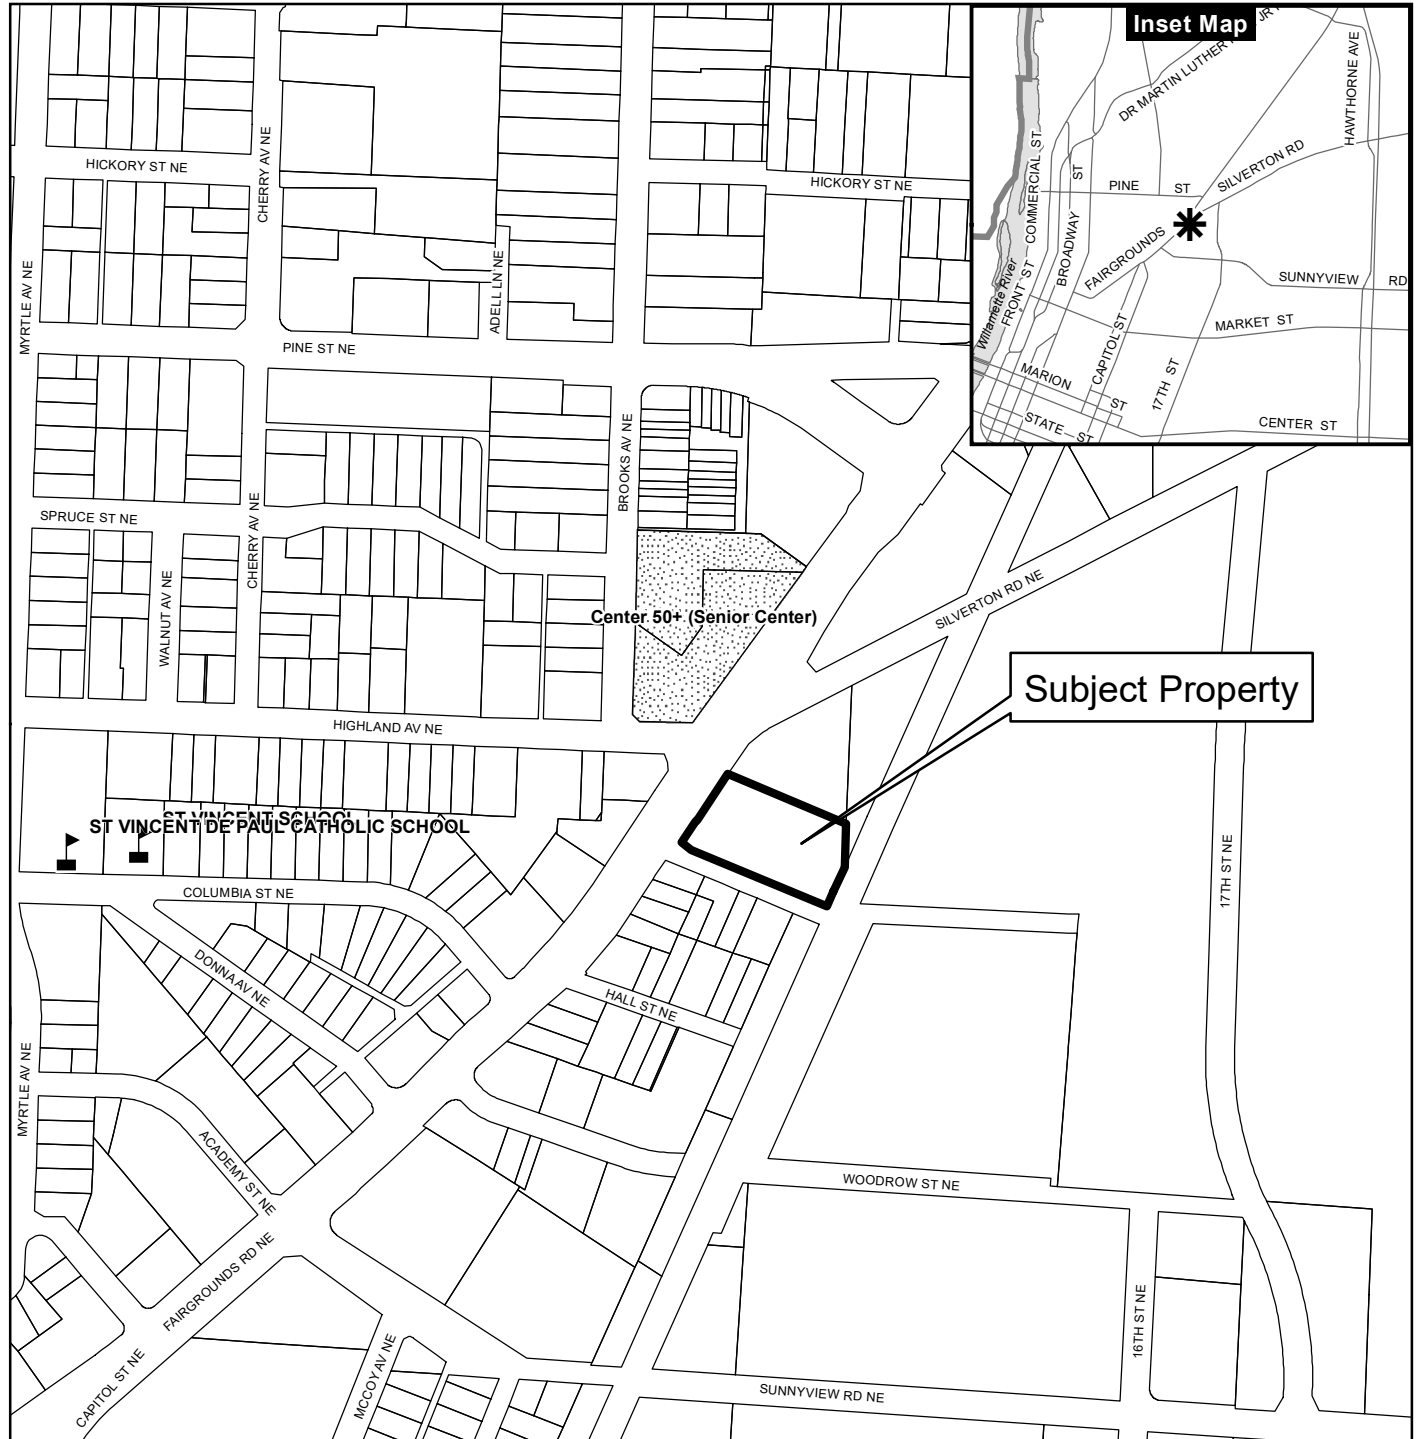 Inset Map
DR MARTIN LUTHER
JR
HAWTHORNE AVE
SILVERTON RD
PINE
ST
COMMERCIAL ST
BROADWAY
ST
FAIRGROUNDS
SUNNYVIEW
RD
Willamette River
FRONT ST
MARKET ST
CAPITOL ST
MARION
ST
17TH ST
STATE
ST
CENTER ST
HICKORY ST NE
CHERRY AV NE
HICKORY ST NE
MYRTLE AV NE
ADELL LN NE
PINE ST NE
BROOKS AV NE
SPRUCE ST NE
CHERRY AV NE
WALNUT AV NE
Center 50+ (Senior Center)
SILVERTON RD NE
Subject Property
HIGHLAND AV NE
ST VINCENT SCHOOL
ST VINCENT DE PAUL CATHOLIC SCHOOL
17TH ST NE
COLUMBIA ST NE
DONNA AV NE
HALL ST NE
MYRTLE AV NE
ACADEMY ST NE
WOODROW ST NE
FAIRGROUNDS RD NE
16TH ST NE
CAPITOL ST NE
MCCOY AV NE
SUNNYVIEW RD NE